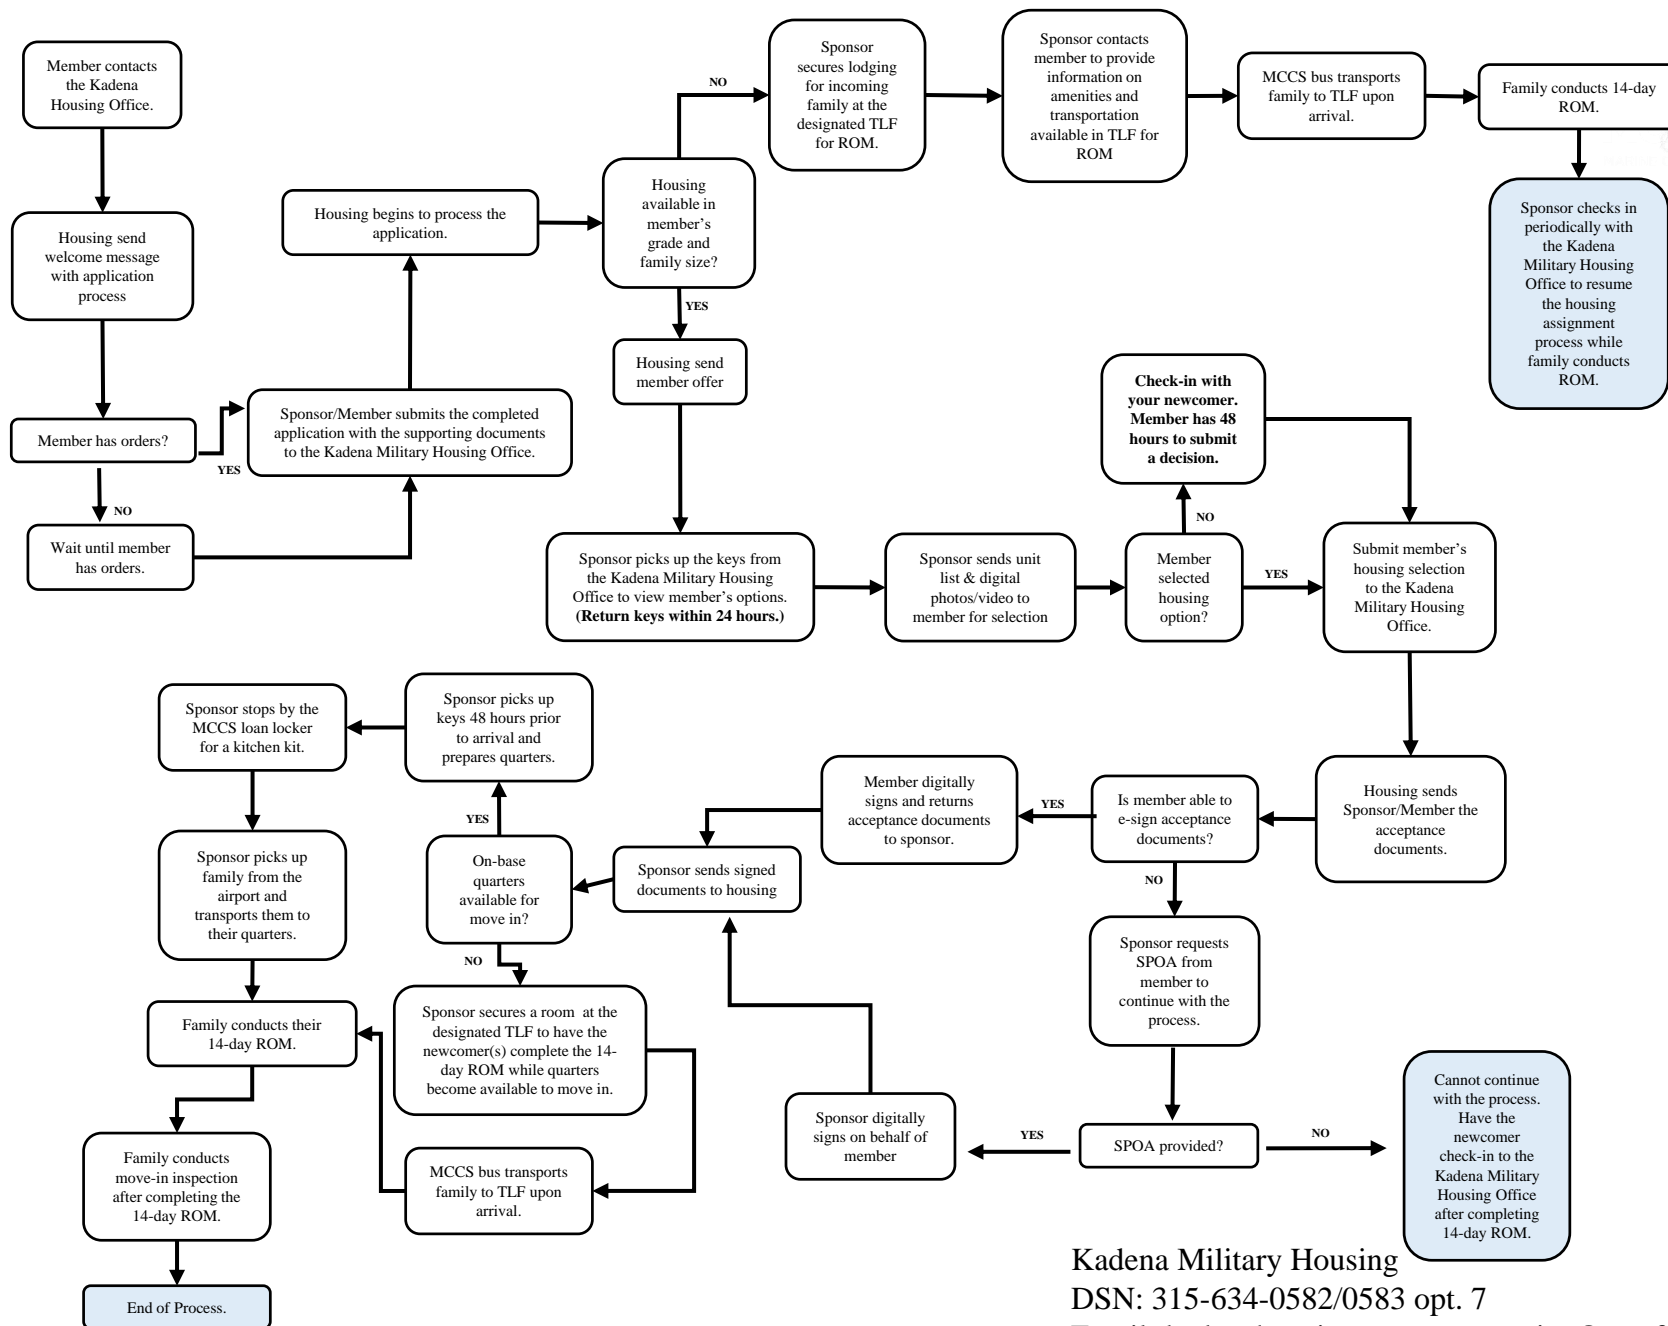 Member contacts
the Kadena
Housing Office.
Housing send
welcome message
with application
process
Member has orders?
YES
NO
Wait until member
has orders.
Sponsor/Member submits the completed
application with the supporting documents
to the Kadena Military Housing Office.
Housing begins to process the
application.
Housing
available in
member's
grade and
family size?
NO
Sponsor
secures lodging
for incoming
family at the
designated TLF
for ROM.
Sponsor contacts
member to provide
information on
amenities and
transportation
available in TLF for
ROM
MCCS bus transports
family to TLF upon
arrival.
Family conducts 14-day
ROM.
Sponsor checks in
periodically with
the Kadena
Military Housing
Office to resume
the housing
assignment
process while
family conducts
ROM.
YES
Housing send
member offer
Sponsor picks up the keys from
the Kadena Military Housing
Office to view member's options.
(Return keys within 24 hours.)
Sponsor sends unit
list & digital
photos/video to
member for selection
Member
selected
housing
option?
NO
Check-in with
your newcomer.
Member has 48
hours to submit
a decision.
YES
Submit member's
housing selection
to the Kadena
Military Housing
Office.
Housing sends
Sponsor/Member the
acceptance
documents.
Is member able to
e-sign acceptance
documents?
YES
Member digitally
signs and returns
acceptance documents
to sponsor.
NO
Sponsor requests
SPOA from
member to
continue with the
process.
SPOA provided?
NO
Cannot continue
with the process.
Have the
newcomer
check-in to the
Kadena Military
Housing Office
after completing
14-day ROM.
YES
Sponsor digitally
signs on behalf of
member
Sponsor sends signed
documents to housing
On-base
quarters
available for
move in?
YES
Sponsor picks up
keys 48 hours prior
to arrival and
prepares quarters.
Sponsor stops by the
MCCS loan locker
for a kitchen kit.
Sponsor picks up
family from the
airport and
transports them to
their quarters.
NO
Sponsor secures a room at the
designated TLF to have the
newcomer(s) complete the 14-
day ROM while quarters
become available to move in.
MCCS bus transports
family to TLF upon
arrival.
Family conducts their
14-day ROM.
Family conducts
move-in inspection
after completing the
14-day ROM.
End of Process.
Kadena Military Housing
DSN: 315-634-0582/0583 opt. 7